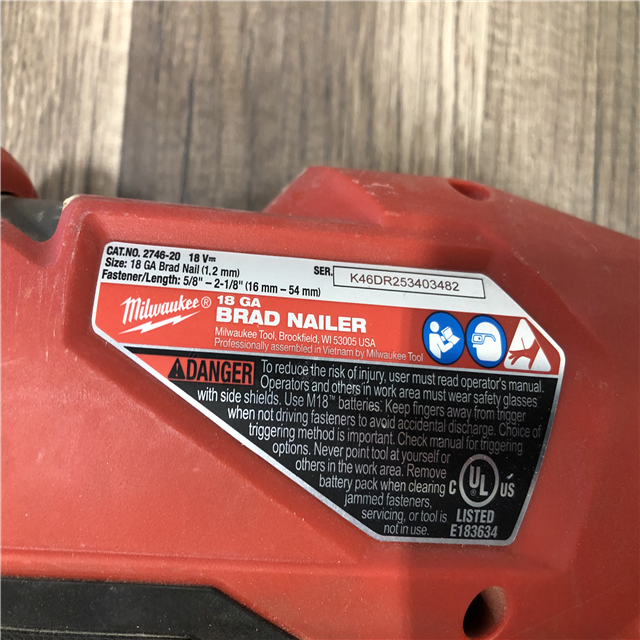 CAT.NO. 2746-20 18 V
Size: 18 GA Brad Nail (1.2 mm)
Fastener/Length: 5/8" – 2-1/8" (16 mm – 54 mm)
SER.
K46DR253403482
Milwaukee®
18 GA
BRAD NAILER
Milwaukee Tool, Brookfield, WI 53005 USA
Professionally assembled in Vietnam by Milwaukee Tool
DANGER
To reduce the risk of injury, user must read operator's manual.
Operators and others in work area must wear safety glasses
with side shields. Use M18™ batteries. Keep fingers away from trigger
when not driving fasteners to avoid accidental discharge. Choice of
triggering method is important. Check manual for triggering
options. Never point tool at yourself or
others in the work area. Remove
battery pack when clearing
jammed fasteners,
servicing, or tool is
not in use.
C UL US
LISTED
E183634